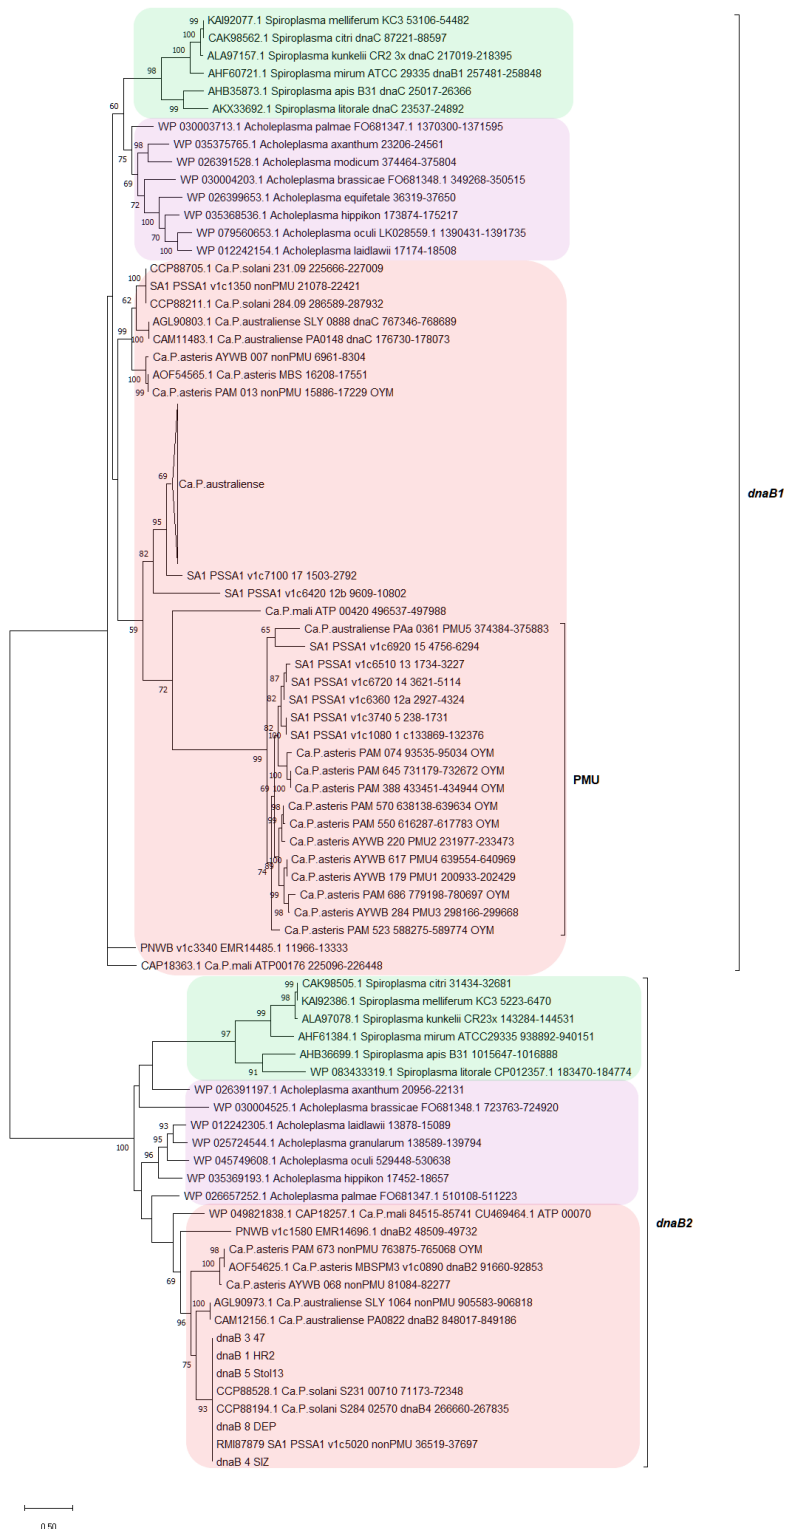 KAI92077.1 Spiroplasma melliferum KC3 53106-54482
99
CAK98562.1 Spiroplasma citri dnaC 87221-88597
100
ALA97157.1 Spiroplasma kunkelii CR2 3x dnaC 217019-218395
100
AHF60721.1 Spiroplasma mirum ATCC 29335 dnaB1 257481-258848
98
AHB35873.1 Spiroplasma apis B31 dnaC 25017-26366
60
99
AKX33692.1 Spiroplasma litorale dnaC 23537-24892
WP 030003713.1 Acholeplasma palmae FO681347.1 1370300-1371595
98
WP 035375765.1 Acholeplasma axanthum 23206-24561
75
WP 026391528.1 Acholeplasma modicum 374464-375804
69
WP 030004203.1 Acholeplasma brassicae FO681348.1 349268-350515
72
WP 026399653.1 Acholeplasma equifetale 36319-37650
100
WP 035368536.1 Acholeplasma hippikon 173874-175217
70
WP 079560653.1 Acholeplasma oculi LK028559.1 1390431-1391735
100
WP 012242154.1 Acholeplasma laidlawii 17174-18508
CCP88705.1 Ca.P.solani 231.09 225666-227009
100
SA1 PSSA1 v1c1350 nonPMU 21078-22421
62
CCP88211.1 Ca.P.solani 284.09 286589-287932
AGL90803.1 Ca.P.australiense SLY 0888 dnaC 767346-768689
99
100
CAM11483.1 Ca.P.australiense PA0148 dnaC 176730-178073
Ca.P.asteris AYWB 007 nonPMU 6961-8304
100
AOF54565.1 Ca.P.asteris MBS 16208-17551
99
Ca.P.asteris PAM 013 nonPMU 15886-17229 OYM
69
Ca.P.australiense
dnaB1
95
82
SA1 PSSA1 v1c7100 17 1503-2792
SA1 PSSA1 v1c6420 12b 9609-10802
Ca.P.mali ATP 00420 496537-497988
59
65
Ca.P.australiense PAa 0361 PMU5 374384-375883
SA1 PSSA1 v1c6920 15 4756-6294
SA1 PSSA1 v1c6510 13 1734-3227
87
SA1 PSSA1 v1c6720 14 3621-5114
72
82
SA1 PSSA1 v1c6360 12a 2927-4324
SA1 PSSA1 v1c3740 5 238-1731
82
100
SA1 PSSA1 v1c1080 1 c133869-132376
99
Ca.P.asteris PAM 074 93535-95034 OYM
100
Ca.P.asteris PAM 645 731179-732672 OYM
PMU
69
100
Ca.P.asteris PAM 388 433451-434944 OYM
98
Ca.P.asteris PAM 570 638138-639634 OYM
99
Ca.P.asteris PAM 550 616287-617783 OYM
Ca.P.asteris AYWB 220 PMU2 231977-233473
100
Ca.P.asteris AYWB 617 PMU4 639554-640969
74
Ca.P.asteris AYWB 179 PMU1 200933-202429
99
Ca.P.asteris PAM 686 779198-780697 OYM
98
Ca.P.asteris AYWB 284 PMU3 298166-299668
Ca.P.asteris PAM 523 588275-589774 OYM
PNWB v1c3340 EMR14485.1 11966-13333
CAP18363.1 Ca.P.mali ATP00176 225096-226448
99
CAK98505.1 Spiroplasma citri 31434-32681
98
KAI92386.1 Spiroplasma melliferum KC3 5223-6470
99
ALA97078.1 Spiroplasma kunkelii CR23x 143284-144531
97
AHF61384.1 Spiroplasma mirum ATCC29335 938892-940151
AHB36699.1 Spiroplasma apis B31 1015647-1016888
91
WP 083433319.1 Spiroplasma litorale CP012357.1 183470-184774
WP 026391197.1 Acholeplasma axanthum 20956-22131
WP 030004525.1 Acholeplasma brassicae FO681348.1 723763-724920
93
WP 012242305.1 Acholeplasma laidlawii 13878-15089
100
95
WP 025724544.1 Acholeplasma granularum 138589-139794
96
WP 045749608.1 Acholeplasma oculi 529448-530638
WP 035369193.1 Acholeplasma hippikon 17452-18657
WP 026657252.1 Acholeplasma palmae FO681347.1 510108-511223
WP 049821838.1 CAP18257.1 Ca.P.mali 84515-85741 CU469464.1 ATP 00070
dnaB2
PNWB v1c1580 EMR14696.1 dnaB2 48509-49732
98
Ca.P.asteris PAM 673 nonPMU 763875-765068 OYM
100
AOF54625.1 Ca.P.asteris MBSPM3 v1c0890 dnaB2 91660-92853
69
Ca.P.asteris AYWB 068 nonPMU 81084-82277
100
AGL90973.1 Ca.P.australiense SLY 1064 nonPMU 905583-906818
96
CAM12156.1 Ca.P.australiense PA0822 dnaB2 848017-849186
dnaB 3 47
75
dnaB 1 HR2
dnaB 5 Stol13
CCP88528.1 Ca.P.solani S231 00710 71173-72348
93
CCP88194.1 Ca.P.solani S284 02570 dnaB4 266660-267835
dnaB 8 DEP
RMI87879 SA1 PSSA1 v1c5020 nonPMU 36519-37697
dnaB 4 SIZ
0.50